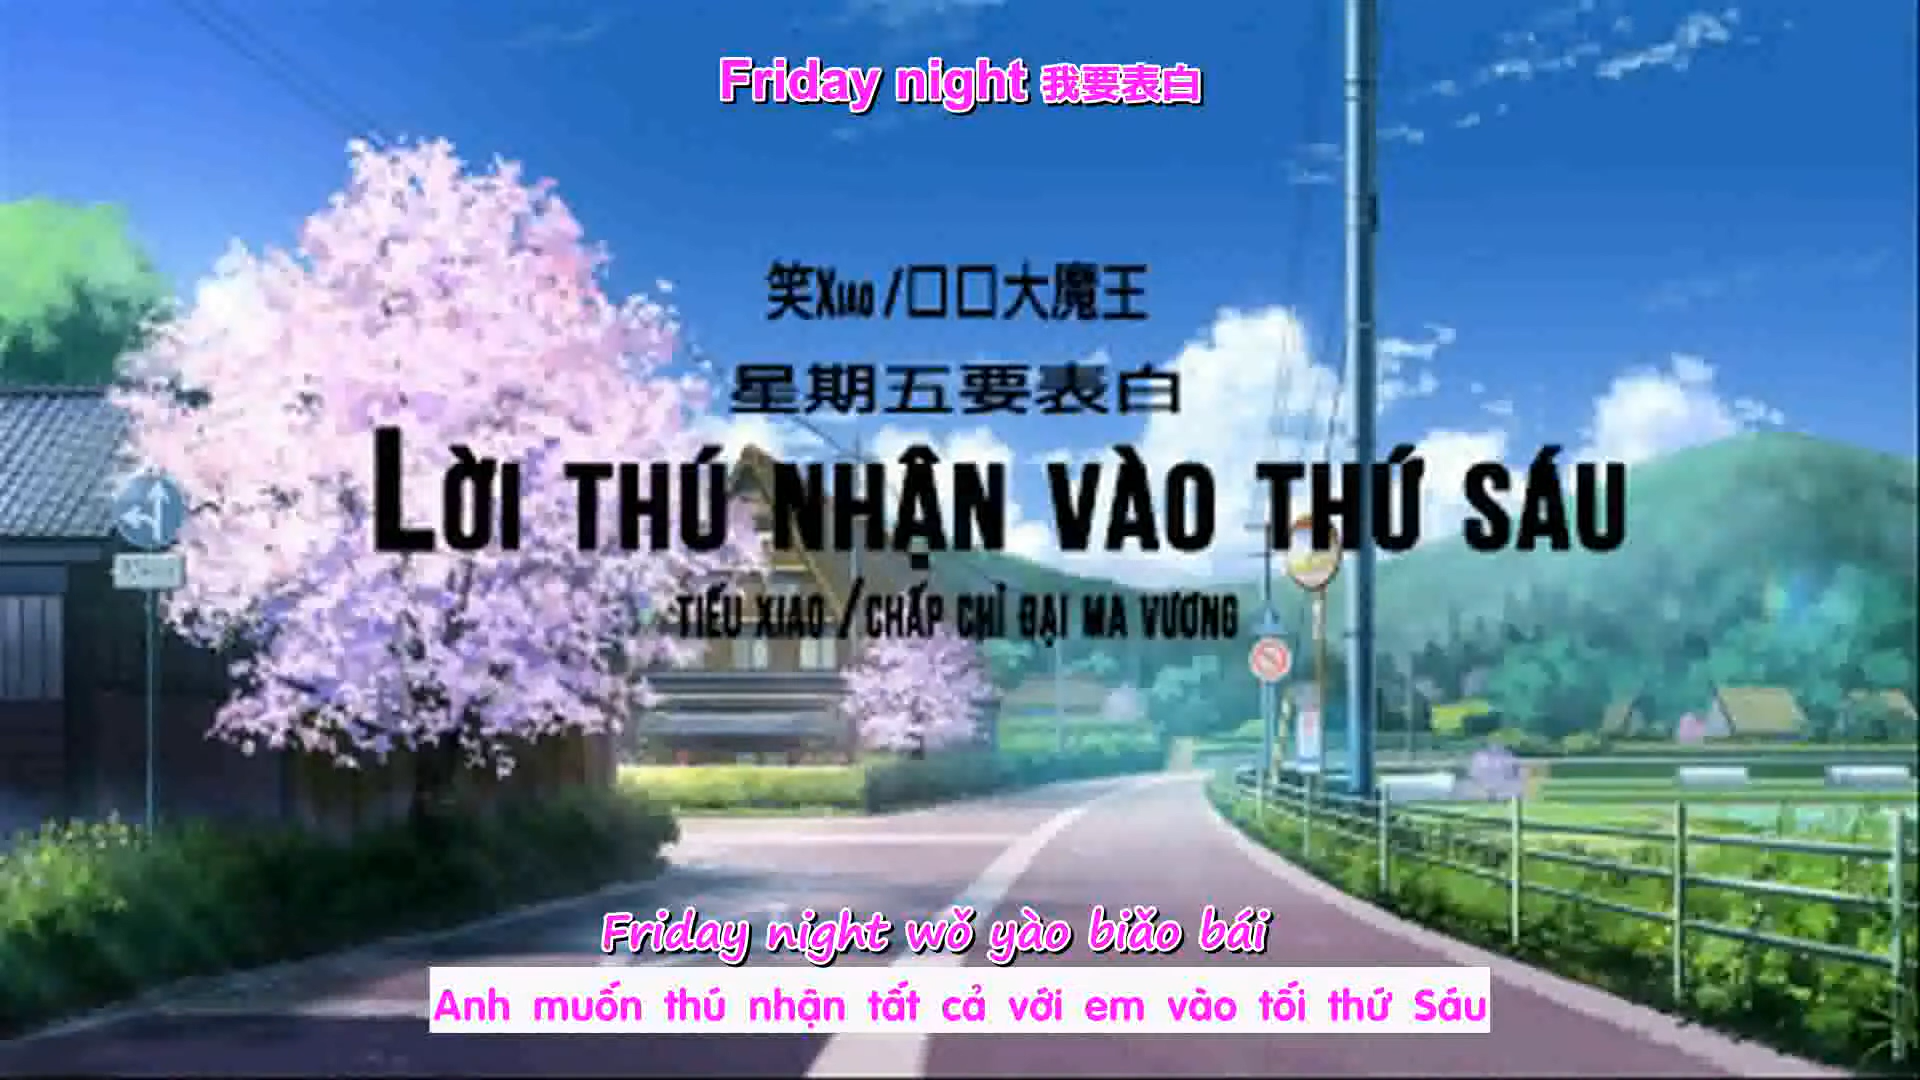 Friday night 我要表白
笑Xiao/□□大魔王
星期五要表白
Lời thú nhận vào thứ sáu
tiếu xiao /chấp chỉ đại ma vương
Friday night wǒ yào biǎo bái
Anh muốn thú nhận tất cả với em vào tối thứ Sáu